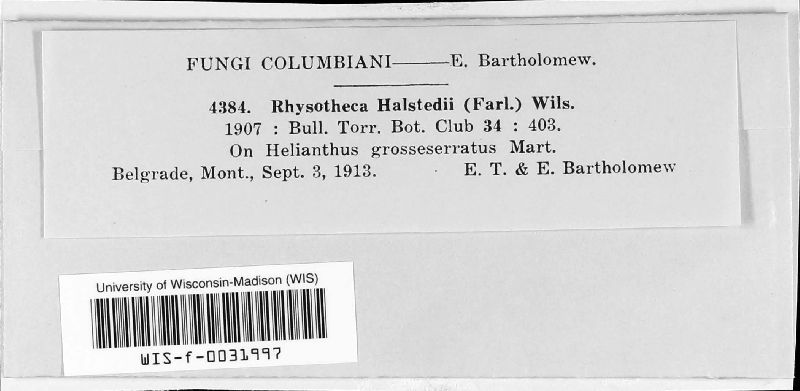 FUNGI COLUMBIANI——E. Bartholomew.
4384. Rhysotheca Halstedii (Farl.) Wils.
1907 : Bull. Torr. Bot. Club 34 : 403.
On Helianthus grosseserratus Mart.
Belgrade, Mont., Sept. 3, 1913. E. T. & E. Bartholomew
University of Wisconsin-Madison (WIS)
WIS-f-0031997